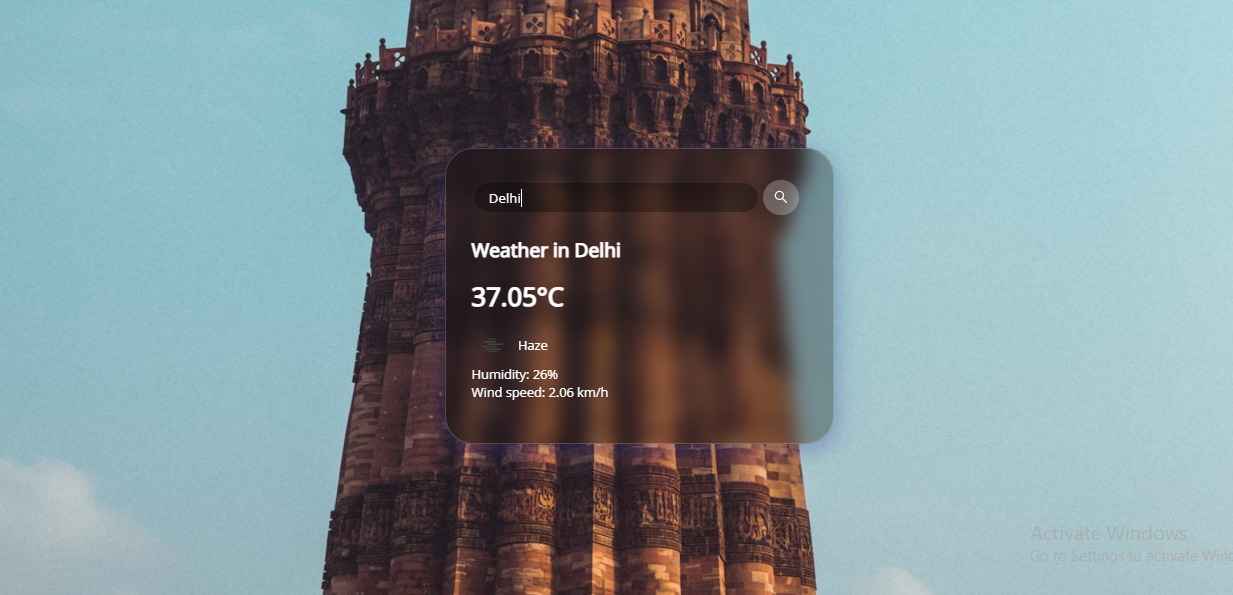 Delhi
Weather in Delhi
37.05°C
Haze
Humidity: 26%
Wind speed: 2.06 km/h
Activate Windows
Go to Settings to activate